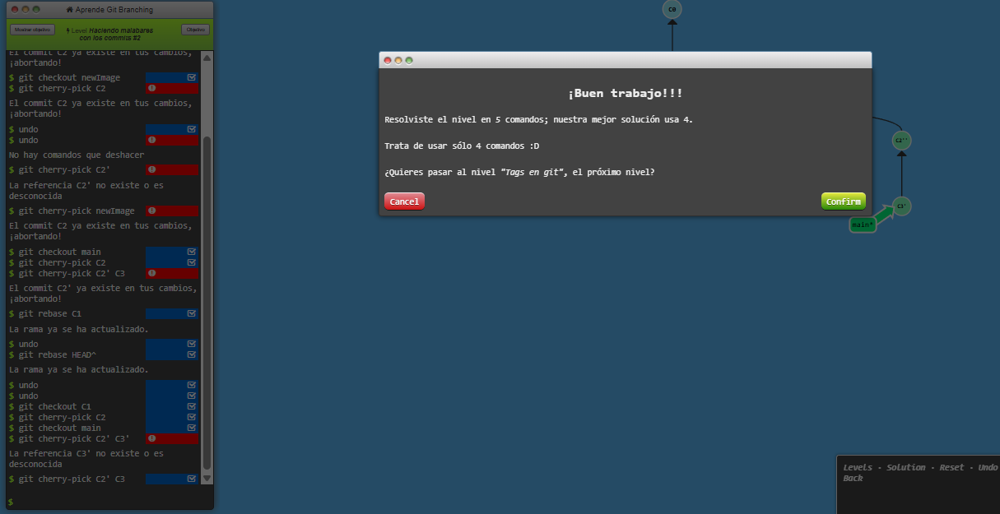 Aprende Git Branching
Mostrar objetivo
Level Haciendo malabares
con los commits #2
Objetivo
El commit C2 ya existe en tus cambios,
¡abortando!
$ git checkout newImage
$ git cherry-pick C2
El commit C2 ya existe en tus cambios,
¡abortando!
$ undo
$ undo
No hay comandos que deshacer
$ git cherry-pick C2'
La referencia C2' no existe o es
desconocida
$ git cherry-pick newImage
El commit C2 ya existe en tus cambios,
¡abortando!
$ git checkout main
$ git cherry-pick C2
$ git cherry-pick C2' C3
El commit C2' ya existe en tus cambios,
¡abortando!
$ git rebase C1
La rama ya se ha actualizado.
$ undo
$ git rebase HEAD^
La rama ya se ha actualizado.
$ undo
$ undo
$ git checkout C1
$ git cherry-pick C2
$ git checkout main
$ git cherry-pick C2' C3'
La referencia C3' no existe o es
desconocida
$ git cherry-pick C2' C3
$
C0
¡Buen trabajo!!!
Resolviste el nivel en 5 comandos; nuestra mejor solución usa 4.
Trata de usar sólo 4 comandos :D
¿Quieres pasar al nivel "Tags en git", el próximo nivel?
Cancel
Confirm
C2''
C3'
main*
Levels - Solution - Reset - Undo
Back